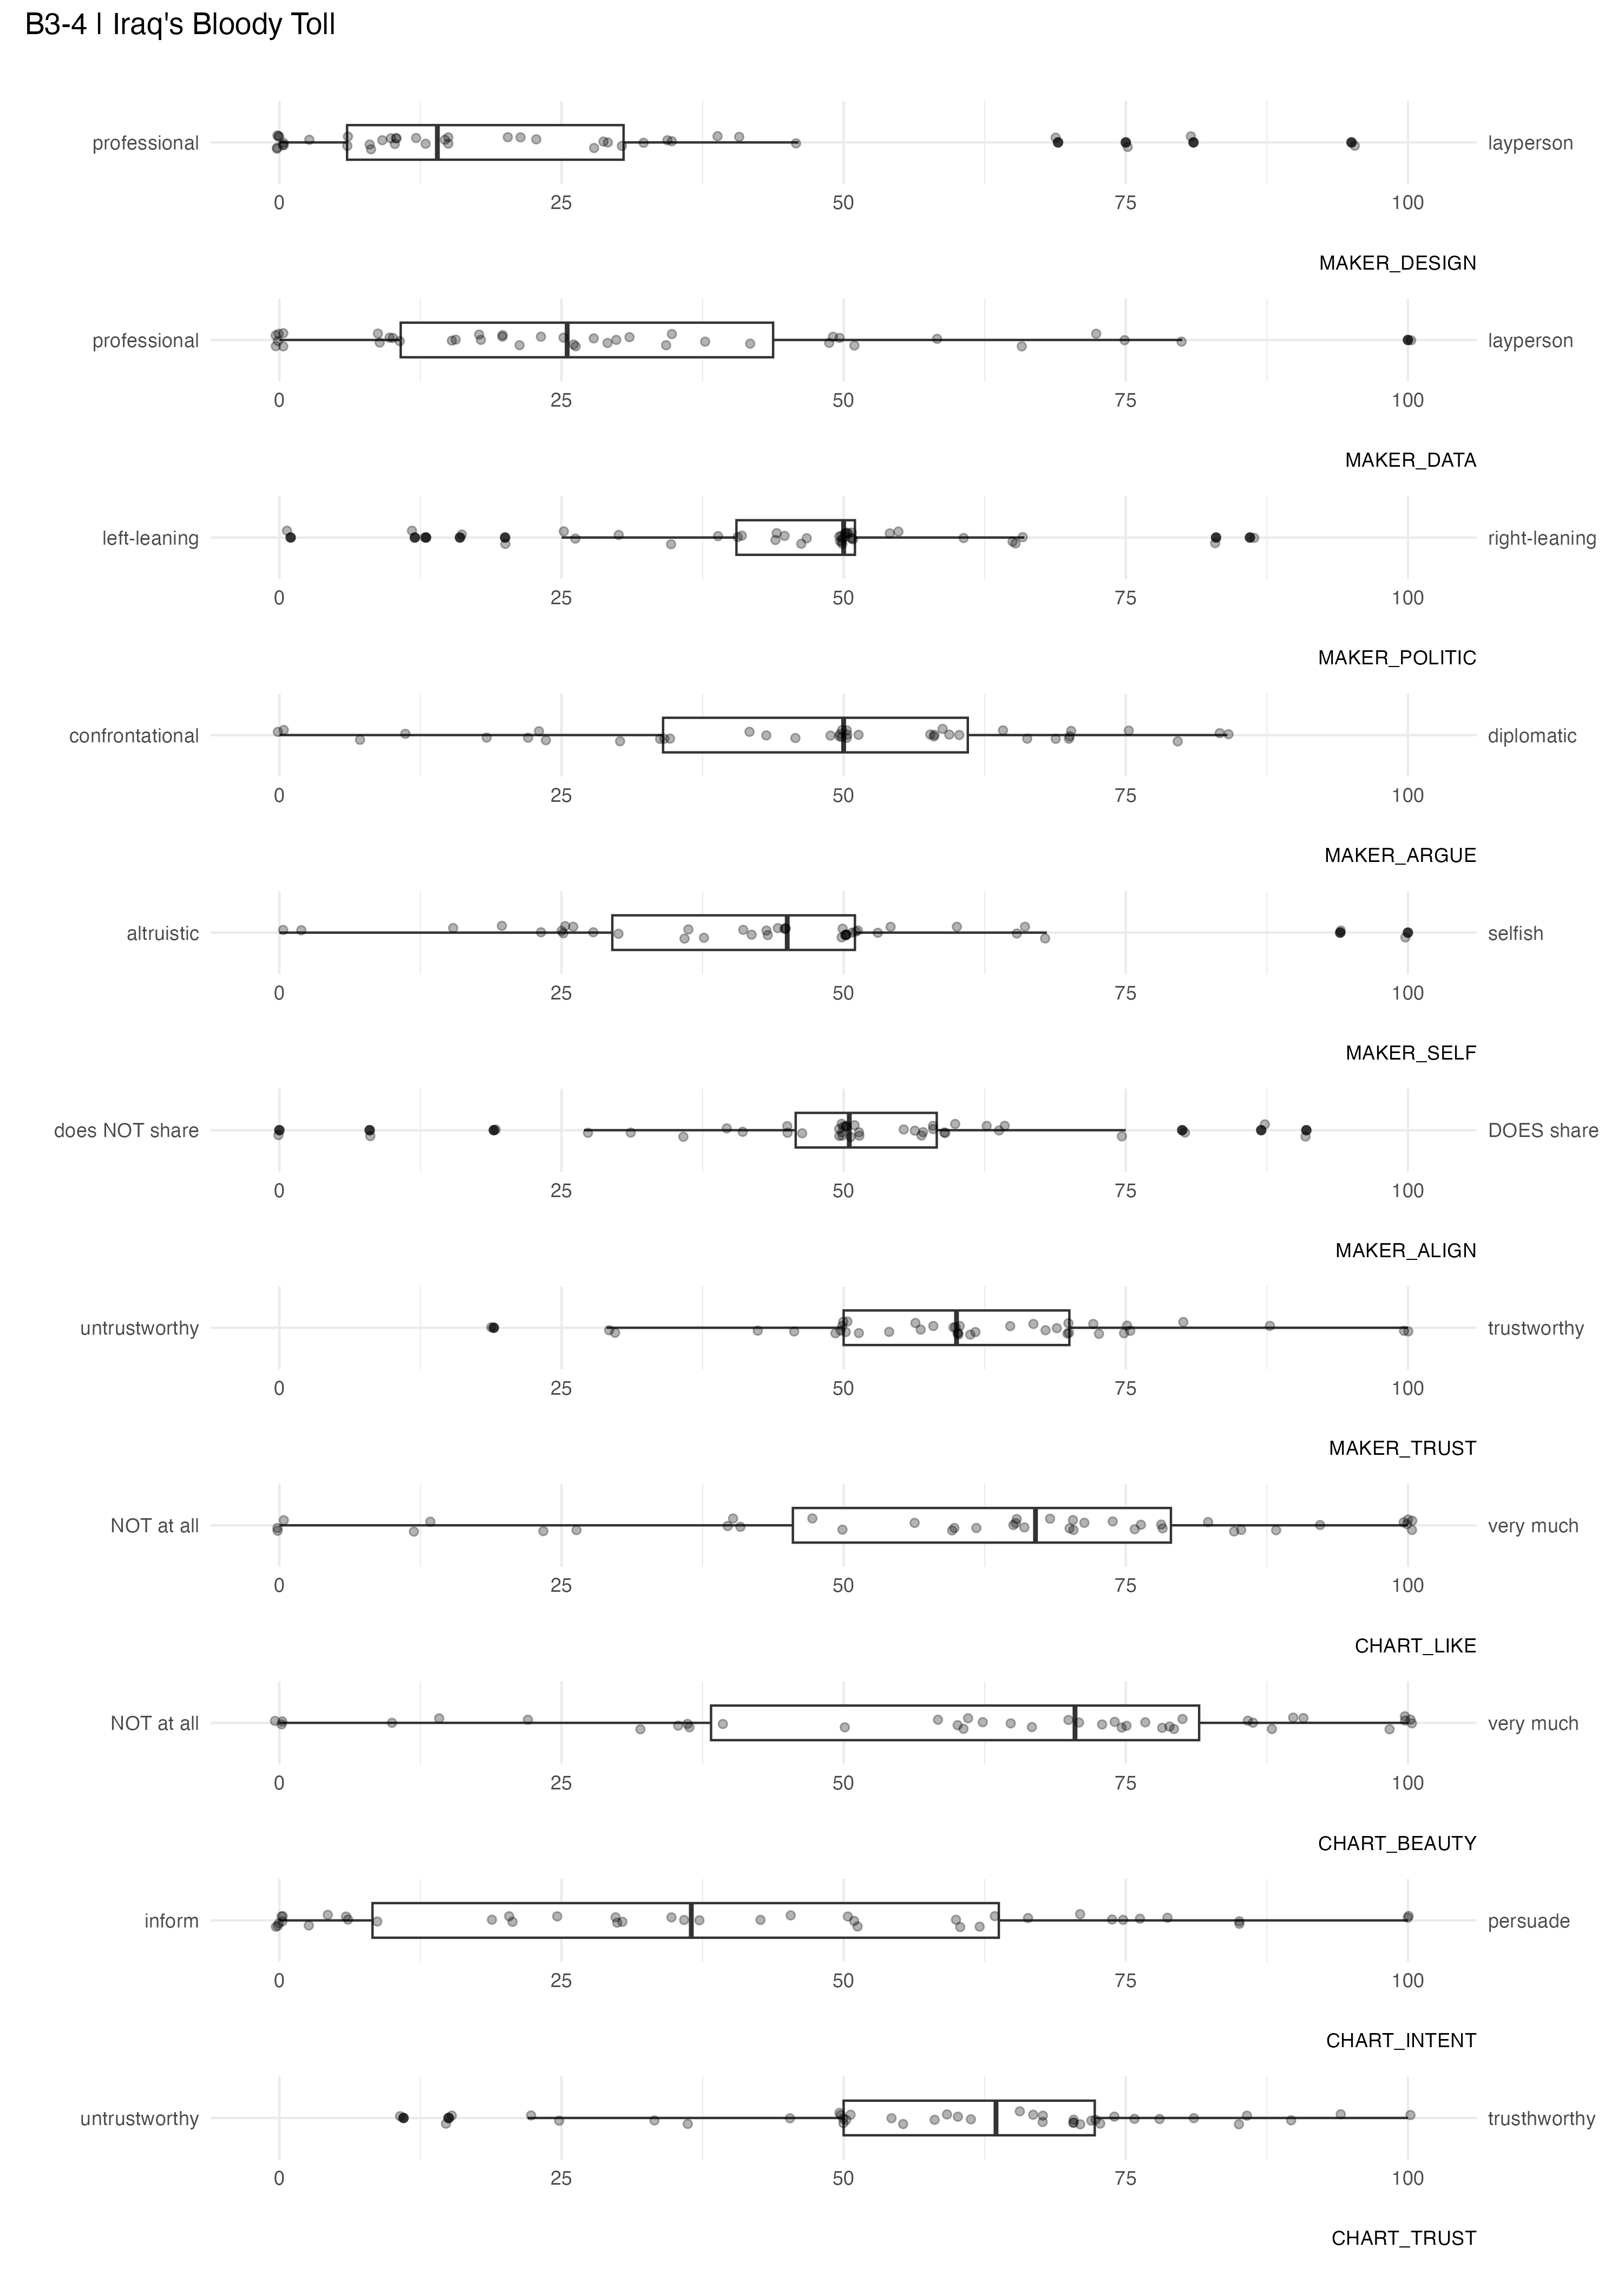 B3-4 | Iraq's Bloody Toll
professional layperson
0 25 50 75 100
MAKER_DESIGN
professional layperson
0 25 50 75 100
MAKER_DATA
left-leaning right-leaning
0 25 50 75 100
MAKER_POLITIC
confrontational diplomatic
0 25 50 75 100
MAKER_ARGUE
altruistic selfish
0 25 50 75 100
MAKER_SELF
does NOT share DOES share
0 25 50 75 100
MAKER_ALIGN
untrustworthy trustworthy
0 25 50 75 100
MAKER_TRUST
NOT at all very much
0 25 50 75 100
CHART_LIKE
NOT at all very much
0 25 50 75 100
CHART_BEAUTY
inform persuade
0 25 50 75 100
CHART_INTENT
untrustworthy trusthworthy
0 25 50 75 100
CHART_TRUST